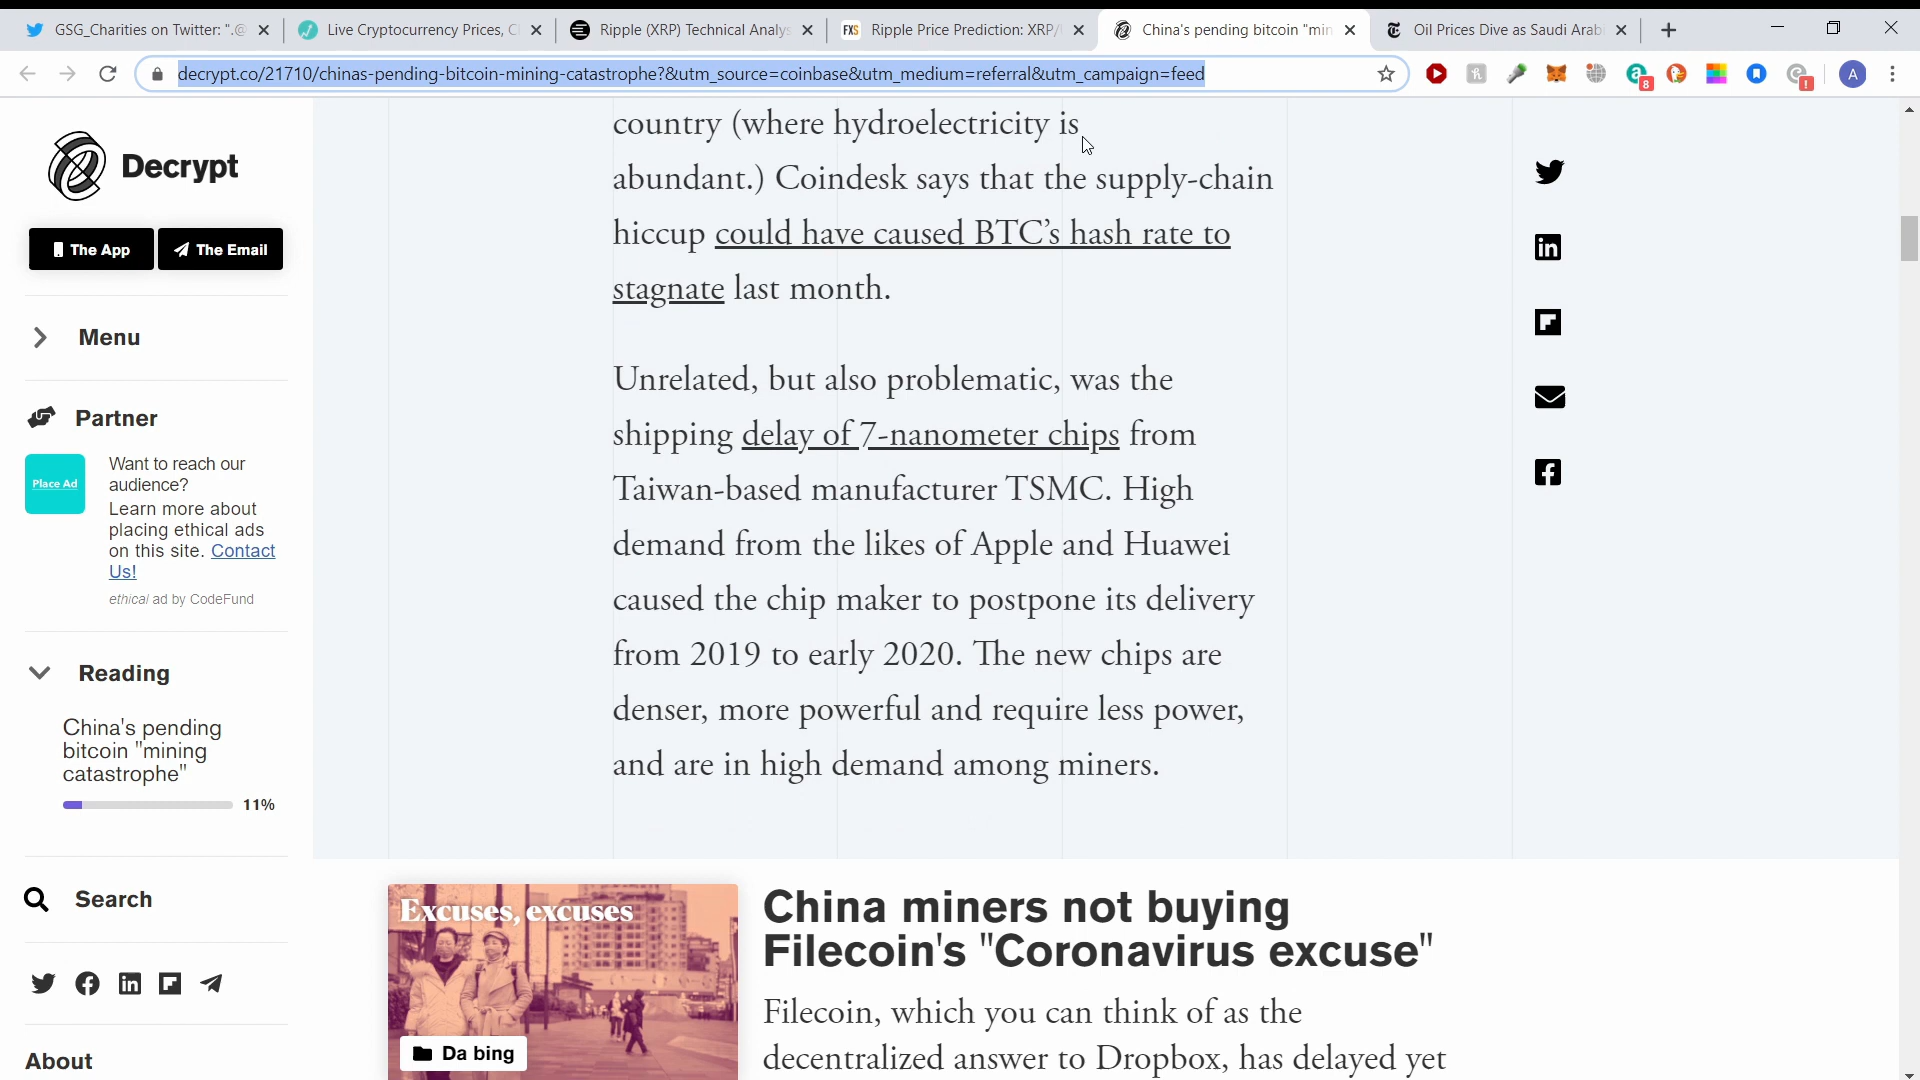 GSG_Charities on Twitter: ".@
Live Cryptocurrency Prices, C
Ripple (XRP) Technical Analys
FXS
Ripple Price Prediction: XRP/
China's pending bitcoin "min
Oil Prices Dive as Saudi Arab
decrypt.co/21710/chinas-pending-bitcoin-mining-catastrophe?&utm_source=coinbase&utm_medium=referral&utm_campaign=feed
8
!
A
Decrypt
The App
The Email
Menu
Partner
Place Ad
Want to reach our
audience?
Learn more about
placing ethical ads
on this site. Contact
Us!
ethical ad by CodeFund
Reading
China's pending
bitcoin "mining
catastrophe"
11%
Search
About
country (where hydroelectricity is
abundant.) Coindesk says that the supply-chain
hiccup could have caused BTC’s hash rate to
stagnate last month.
Unrelated, but also problematic, was the
shipping delay of 7-nanometer chips from
Taiwan-based manufacturer TSMC. High
demand from the likes of Apple and Huawei
caused the chip maker to postpone its delivery
from 2019 to early 2020. The new chips are
denser, more powerful and require less power,
and are in high demand among miners.
Excuses, excuses
Da bing
China miners not buying
Filecoin's "Coronavirus excuse"
Filecoin, which you can think of as the
decentralized answer to Dropbox, has delayed yet